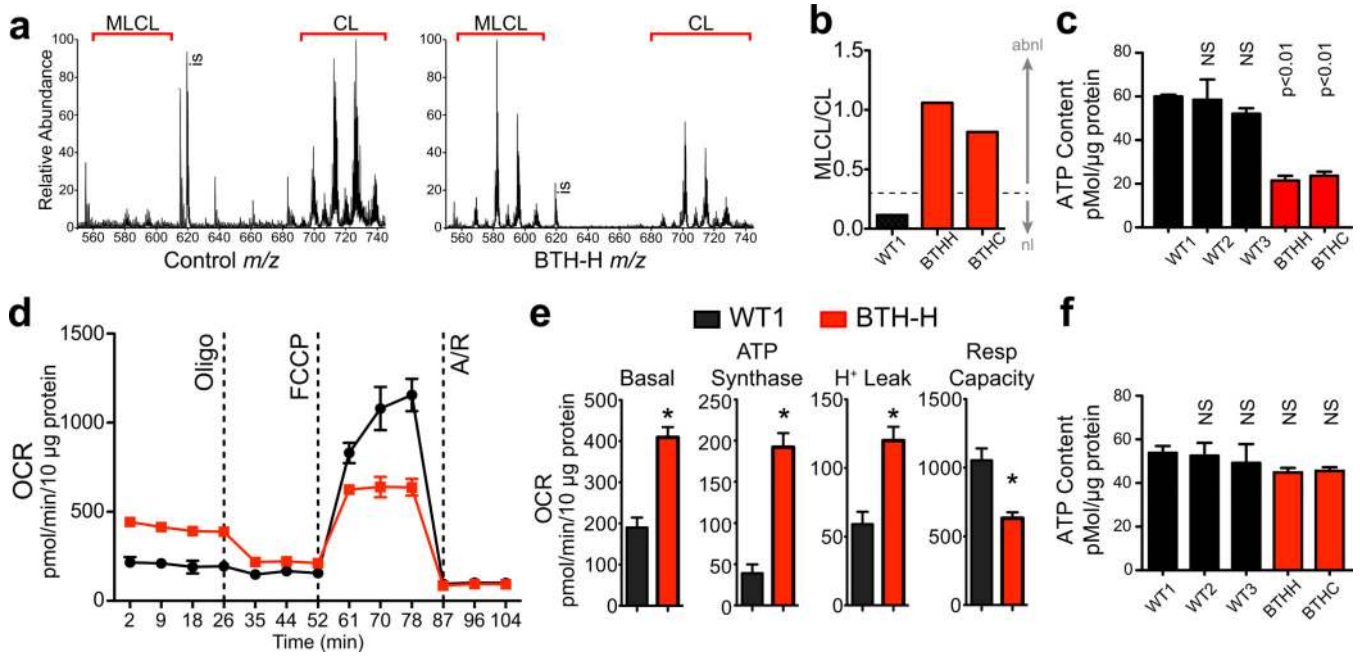 a
MLCL
CL
MLCL
CL
is
is
Relative Abundance
100
80
60
40
20
0
100
80
60
40
20
0
560 580 600 620 640 660 680 700 720 740
560 580 600 620 640 660 680 700 720 740
Control m/z
BTH-H m/z
b
MLCL/CL
1.5
1.0
0.5
0.0
abnl
nl
WT1 BTHH BTHC
c
ATP Content
pMol/µg protein
80
60
40
20
0
NS NS p<0.01 p<0.01
WT1 WT2 WT3 BTHH BTHC
d
OCR
pmol/min/10 µg protein
1500
1000
500
0
Oligo
FCCP
A/R
2 9 18 26 35 44 52 61 70 78 87 96 104
Time (min)
e
WT1 BTH-H
OCR
pmol/min/10 µg protein
Basal
500
400
300
200
100
0
*
ATP
Synthase
250
200
150
100
50
0
*
H+ Leak
150
100
50
0
*
Resp
Capacity
1500
1000
500
0
*
f
ATP Content
pMol/µg protein
80
60
40
20
0
NS NS NS NS
WT1 WT2 WT3 BTHH BTHC